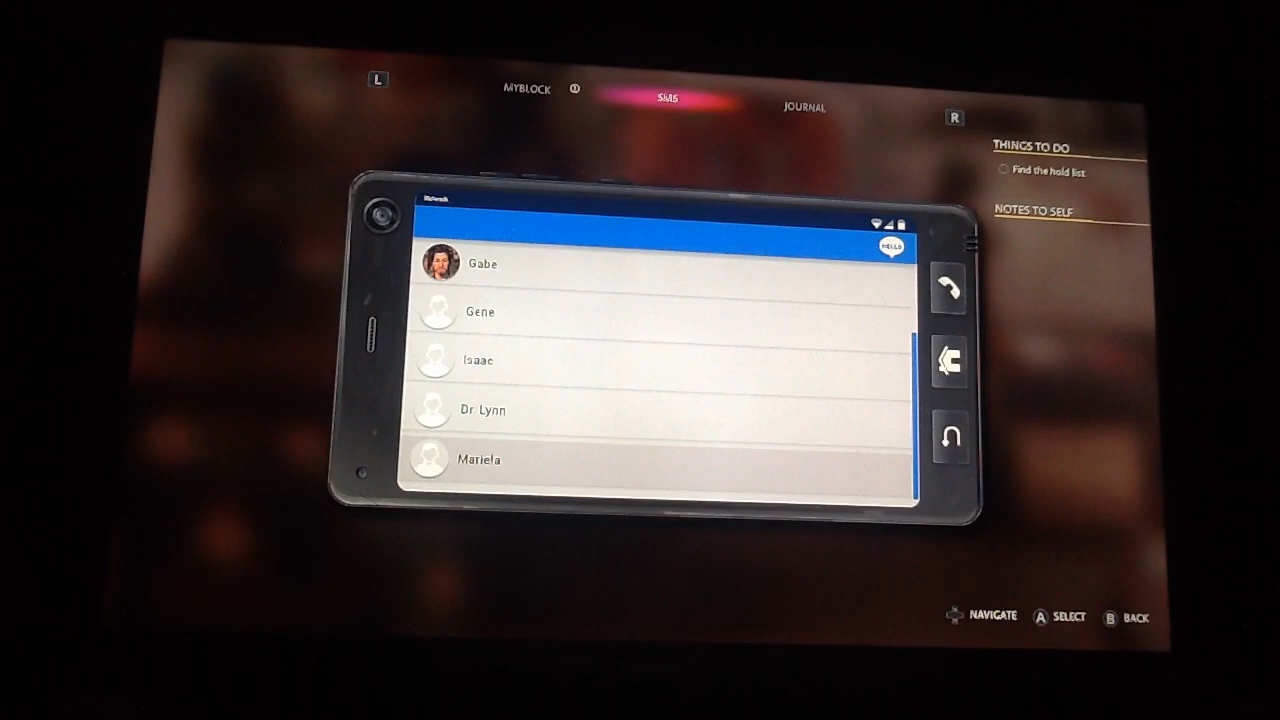 L
MYBLOCK
SMS
JOURNAL
R
THINGS TO DO
Find the hold list
NOTES TO SELF
HELLO
Gabe
Gene
Isaac
Dr Lynn
Mariela
NAVIGATE
A SELECT
B BACK